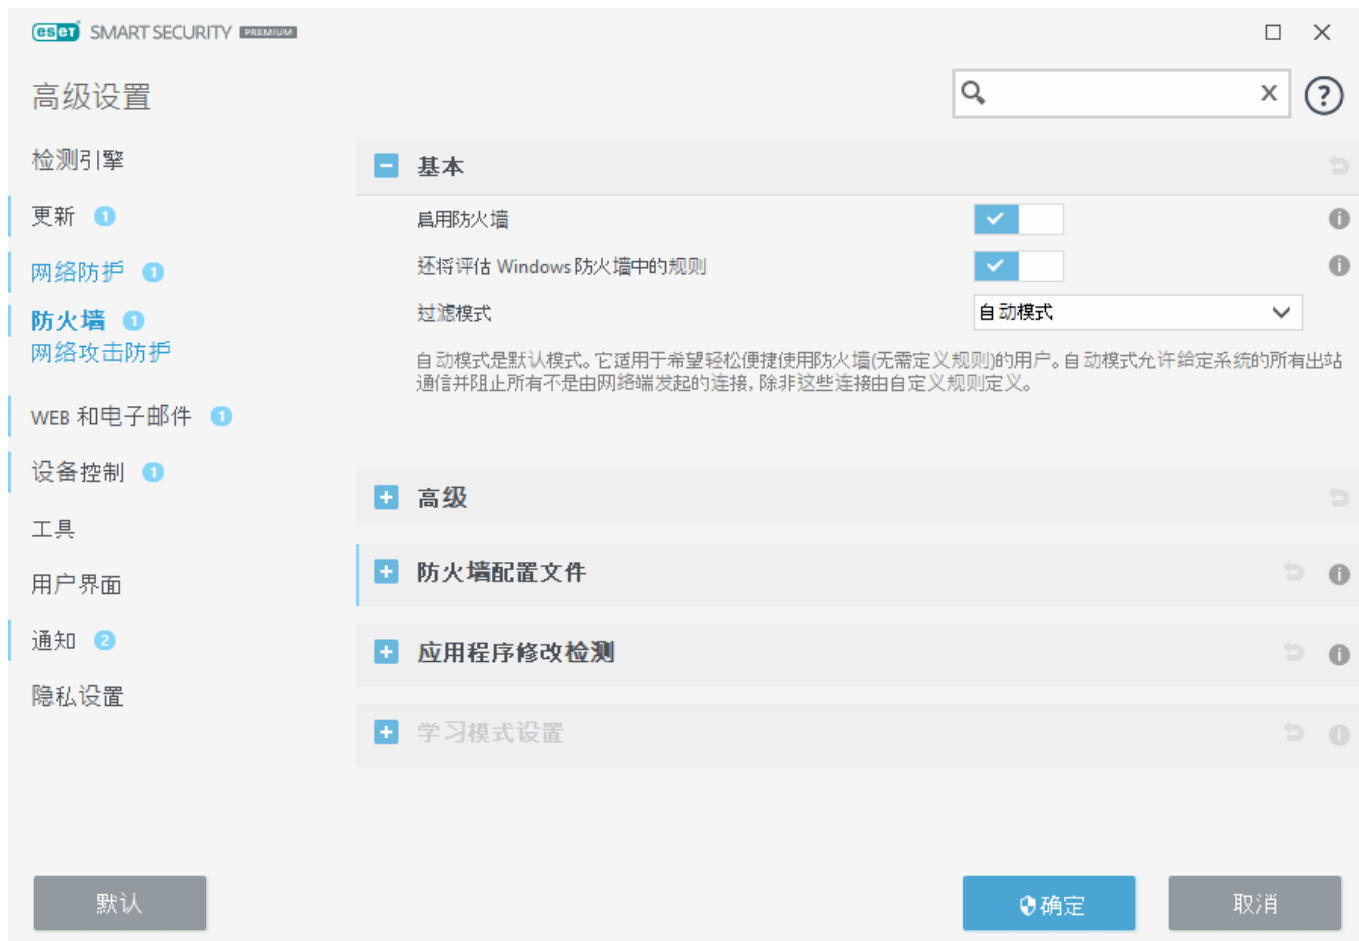 eseT SMART SECURITY PREMIUM
高级设置
检测引擎
更新 1
网络防护 1
防火墙 1
网络攻击防护
WEB 和电子邮件 1
设备控制 1
工具
用户界面
通知 2
隐私设置
基本
启用防火墙
还将评估 Windows 防火墙中的规则
过滤模式
自动模式
自动模式是默认模式。它适用于希望轻松便捷使用防火墙(无需定义规则)的用户。自动模式允许给定系统的所有出站
通信并阻止所有不是由网络端发起的连接, 除非这些连接由自定义规则定义。
高级
防火墙配置文件
应用程序修改检测
学习模式设置
默认
确定
取消